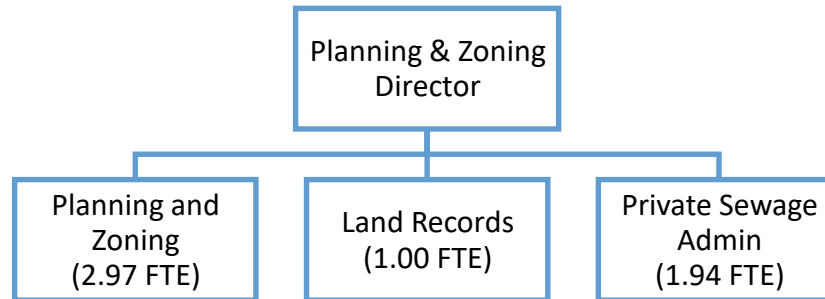 Planning & Zoning
Director
Planning and
Zoning
(2.97 FTE)
Land Records
(1.00 FTE)
Private Sewage
Admin
(1.94 FTE)